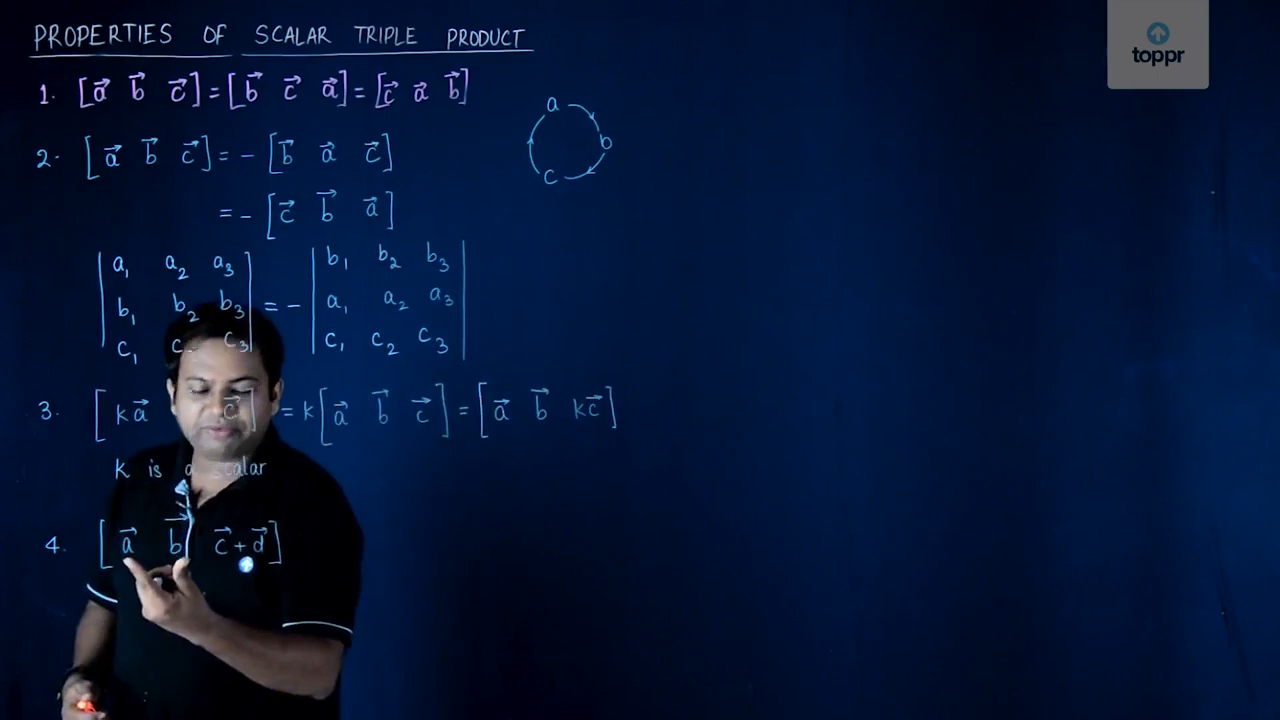 PROPERTIES OF SCALAR TRIPLE PRODUCT
toppr
1. [a⃗ b⃗ c⃗] = [b⃗ c⃗ a⃗] = [c⃗ a⃗ b⃗]
a b c
2. [a⃗ b⃗ c⃗] = - [b⃗ a⃗ c⃗]
= - [c⃗ b⃗ a⃗]
| a₁ a₂ a₃ | | b₁ b₂ b₃ |
| b₁ b₂ b₃ | = - | a₁ a₂ a₃ |
| c₁ c₃ | | c₁ c₂ c₃ |
3. [ka⃗ c⃗] = k[a⃗ b⃗ c⃗] = [a⃗ b⃗ kc⃗]
k is a scalar
4. [a⃗ b⃗ c⃗+d⃗]